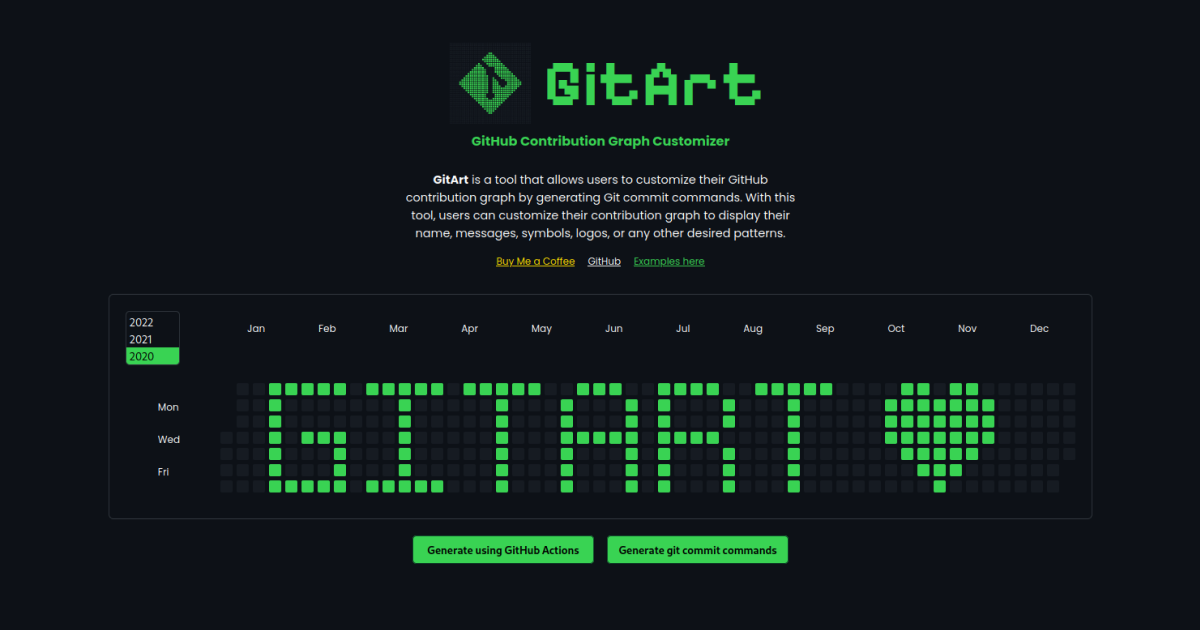 GitArt
GitHub Contribution Graph Customizer
GitArt is a tool that allows users to customize their GitHub
contribution graph by generating Git commit commands. With this
tool, users can customize their contribution graph to display their
name, messages, symbols, logos, or any other desired patterns.
Buy Me a Coffee GitHub Examples here
2022
2021
2020
Jan Feb Mar Apr May Jun Jul Aug Sep Oct Nov Dec
Mon
Wed
Fri
GITART
Generate using GitHub Actions Generate git commit commands